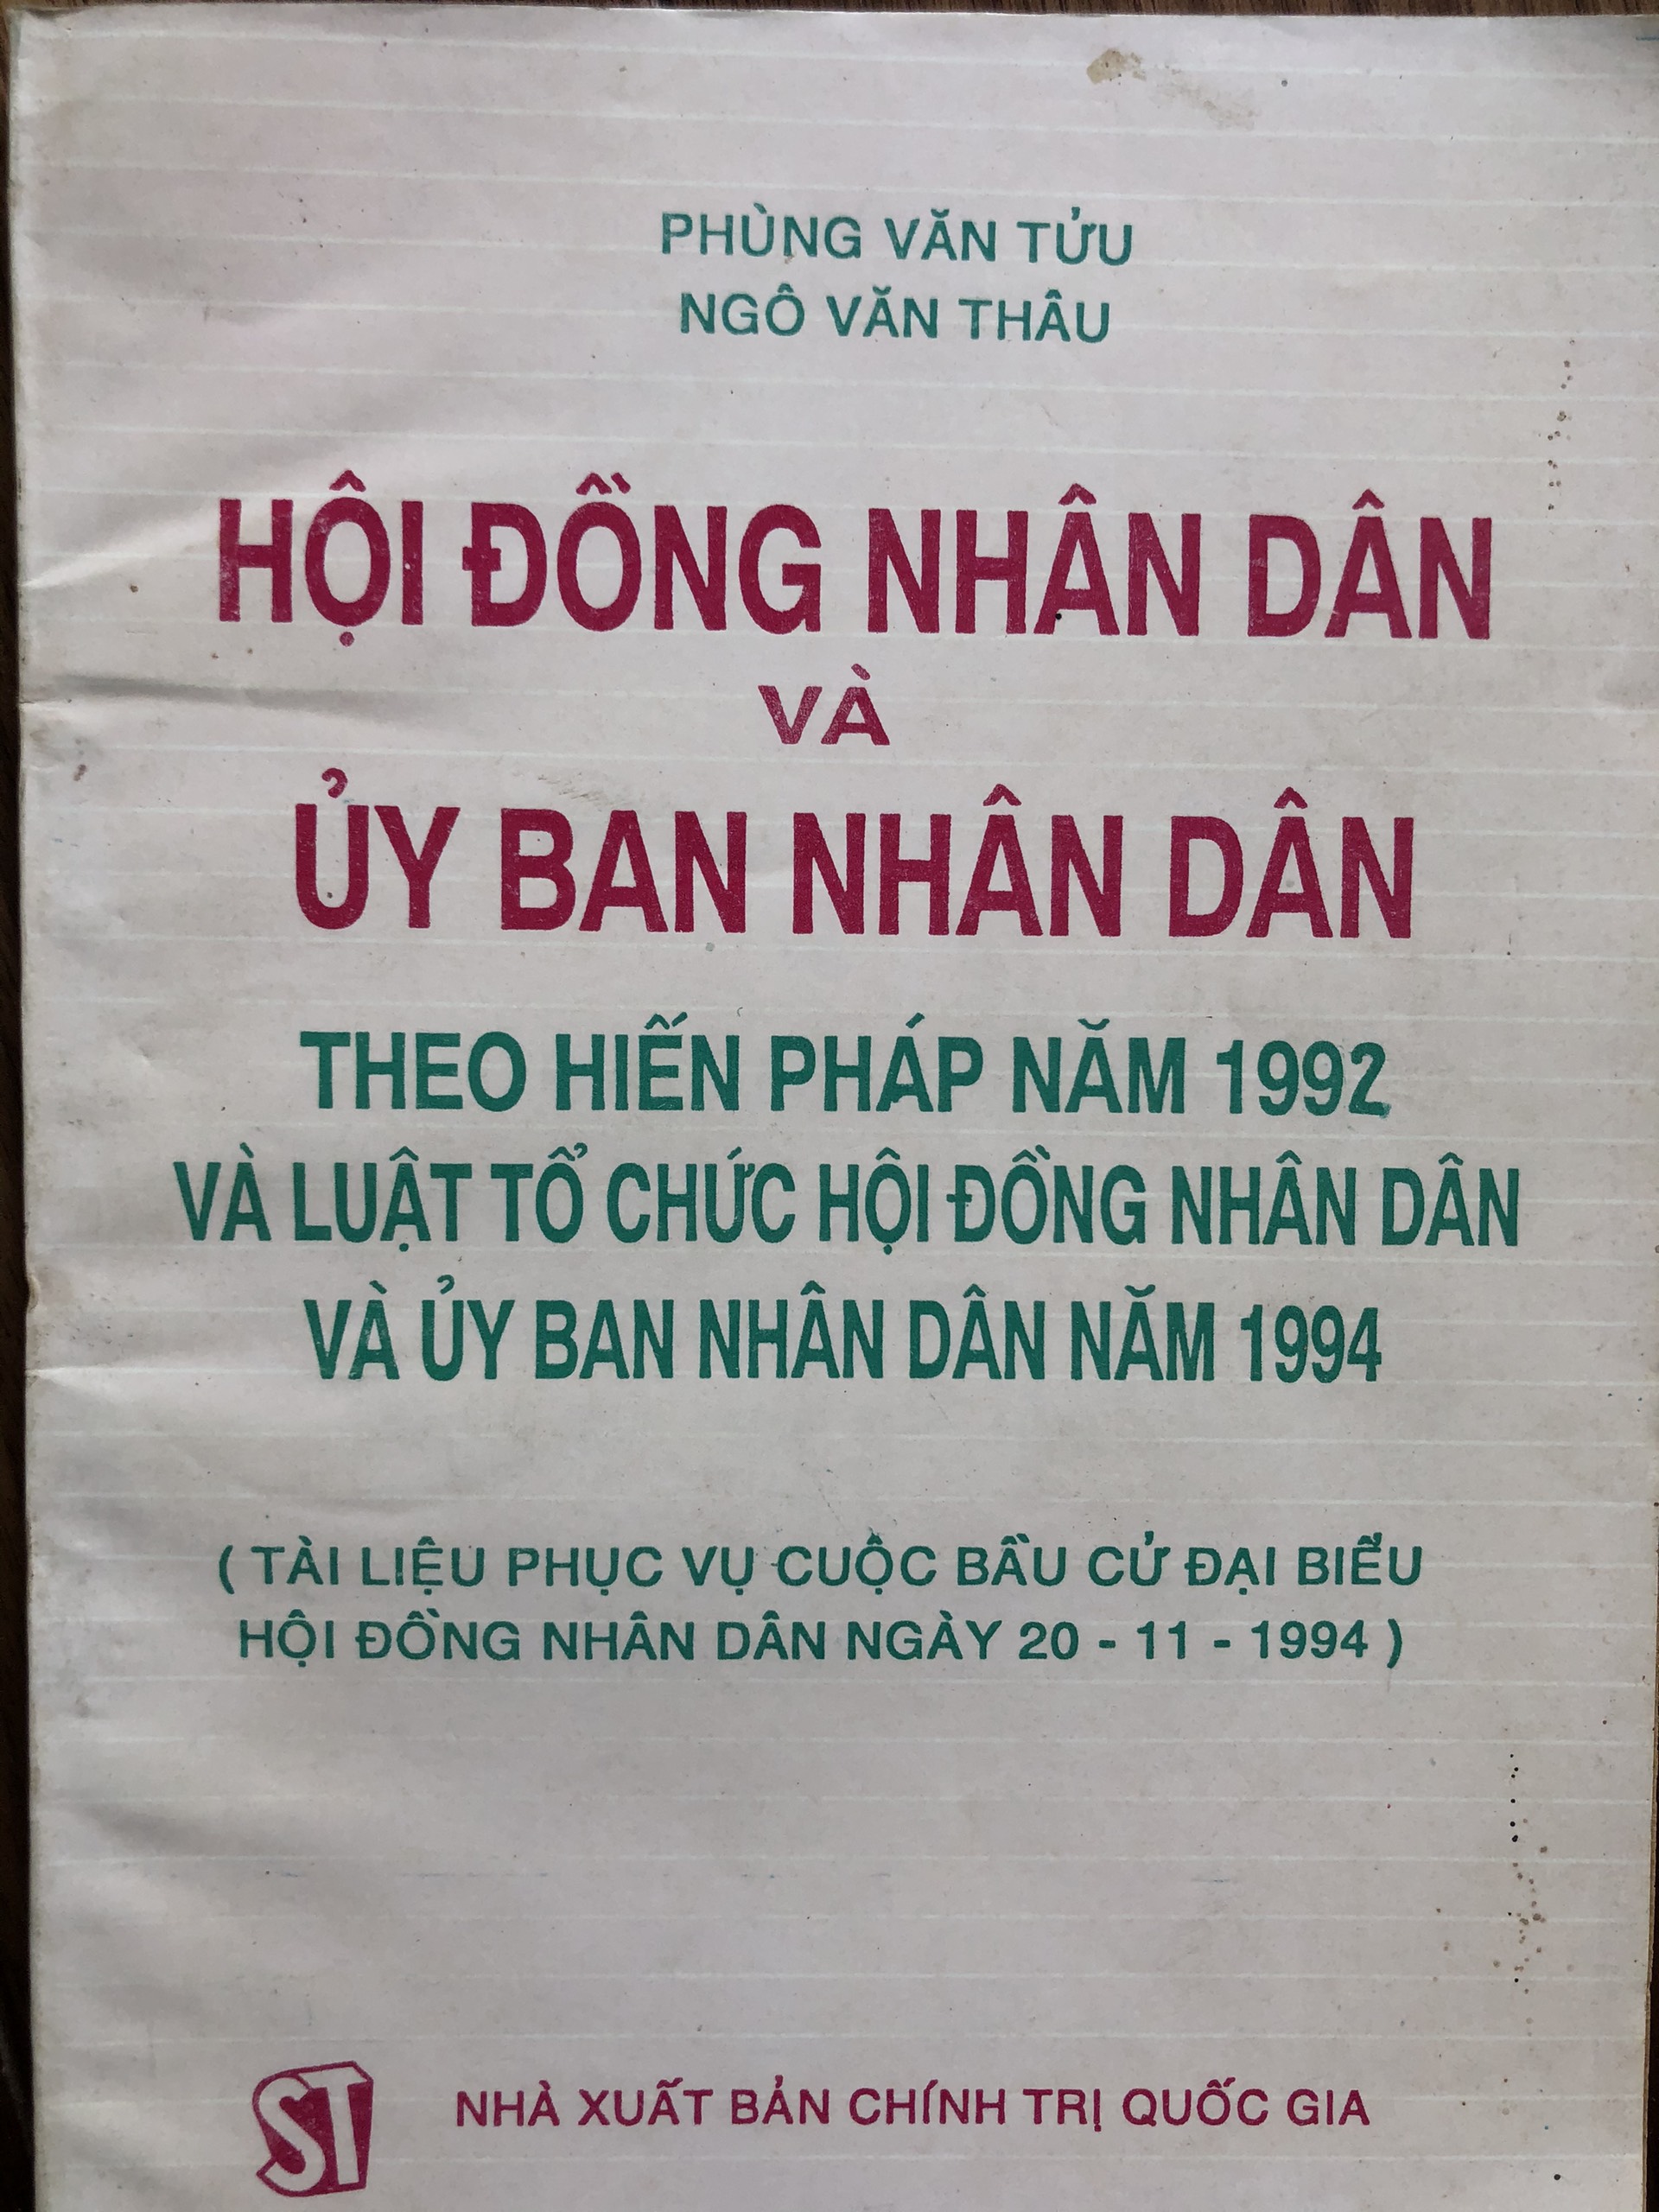 PHÙNG VĂN TỬU
NGÔ VĂN THÂU
HỘI ĐỒNG NHÂN DÂN
VÀ
ỦY BAN NHÂN DÂN
THEO HIẾN PHÁP NĂM 1992
VÀ LUẬT TỔ CHỨC HỘI ĐỒNG NHÂN DÂN
VÀ ỦY BAN NHÂN DÂN NĂM 1994
( TÀI LIỆU PHỤC VỤ CUỘC BẦU CỬ ĐẠI BIỂU
HỘI ĐỒNG NHÂN DÂN NGÀY 20 - 11 - 1994 )
ST
NHÀ XUẤT BẢN CHÍNH TRỊ QUỐC GIA